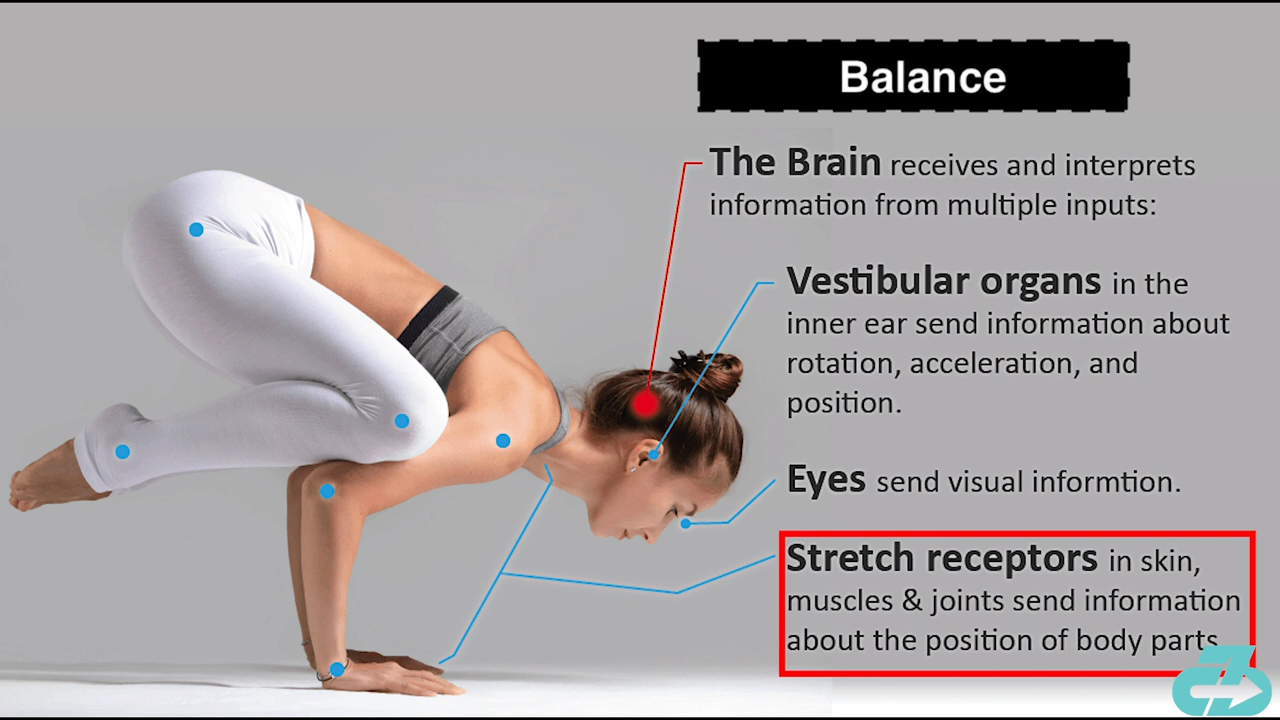 Balance
The Brain receives and interprets
information from multiple inputs:
Vestibular organs in the
inner ear send information about
rotation, acceleration, and
position.
Eyes send visual informtion.
Stretch receptors in skin,
muscles & joints send information
about the position of body parts